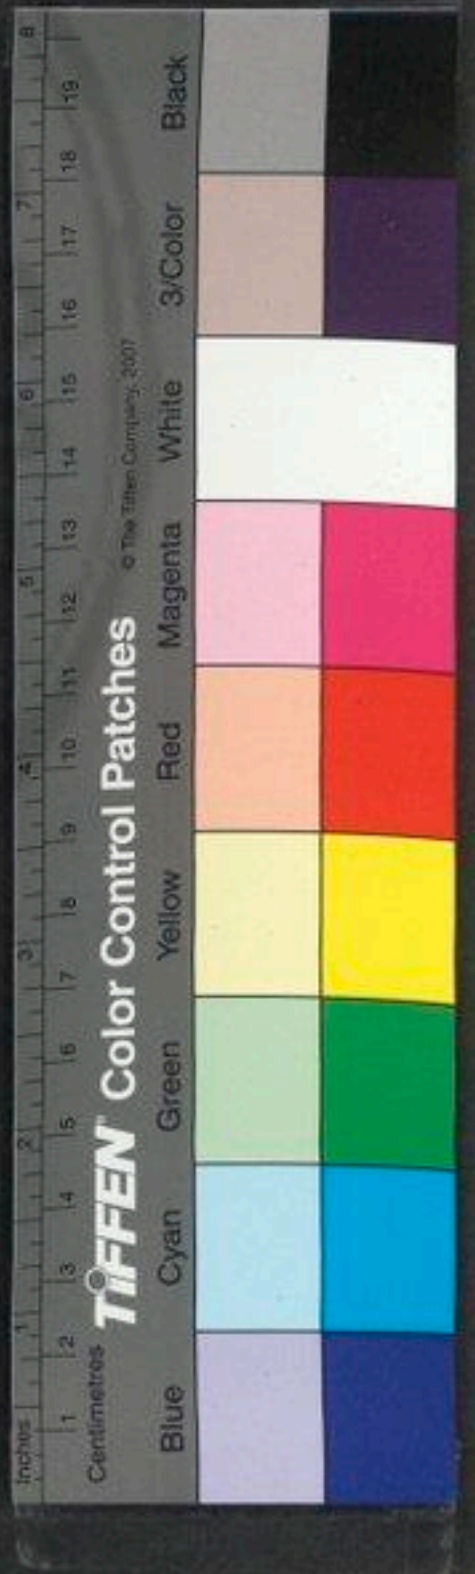 Inches 1 2 3 4 5 6 7 8
Centimetres 1 2 3 4 5 6 7 8 9 10 11 12 13 14 15 16 17 18 19
TIFFEN® Color Control Patches © The Tiffen Company, 2007
Blue Cyan Green Yellow Red Magenta White 3/Color Black